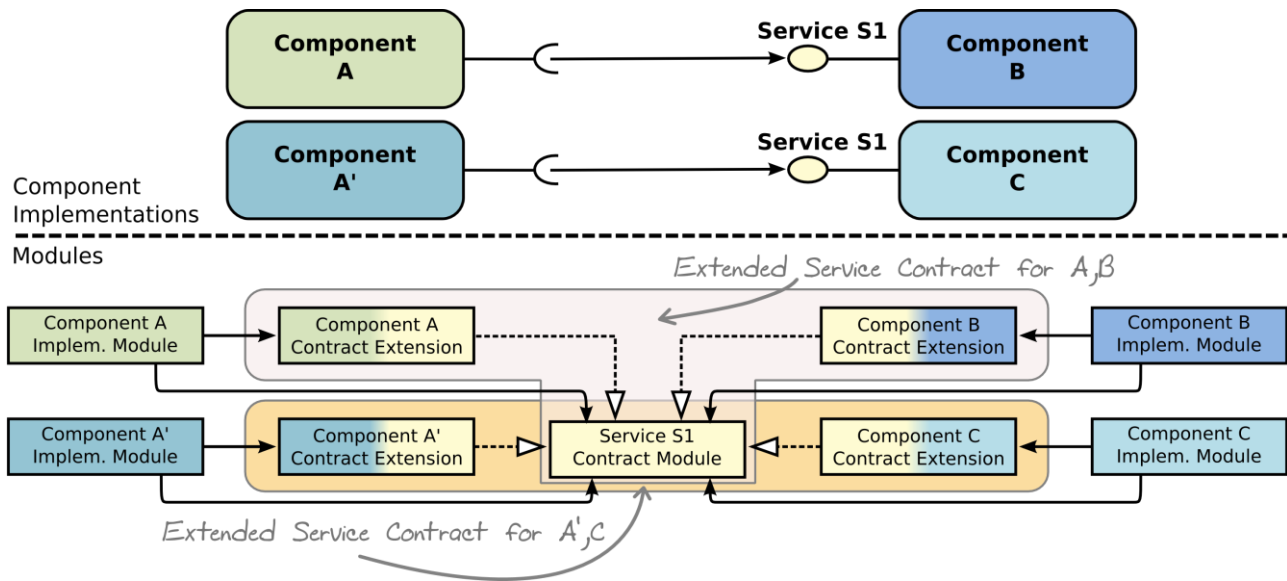 Component
A
Service S1
Component
B
Component
A'
Service S1
Component
C
Component
Implementations
Modules
Extended Service Contract for A,B
Component A
Implem. Module
Component A
Contract Extension
Component B
Contract Extension
Component B
Implem. Module
Component A'
Implem. Module
Component A'
Contract Extension
Service S1
Contract Module
Component C
Contract Extension
Component C
Implem. Module
Extended Service Contract for A',C